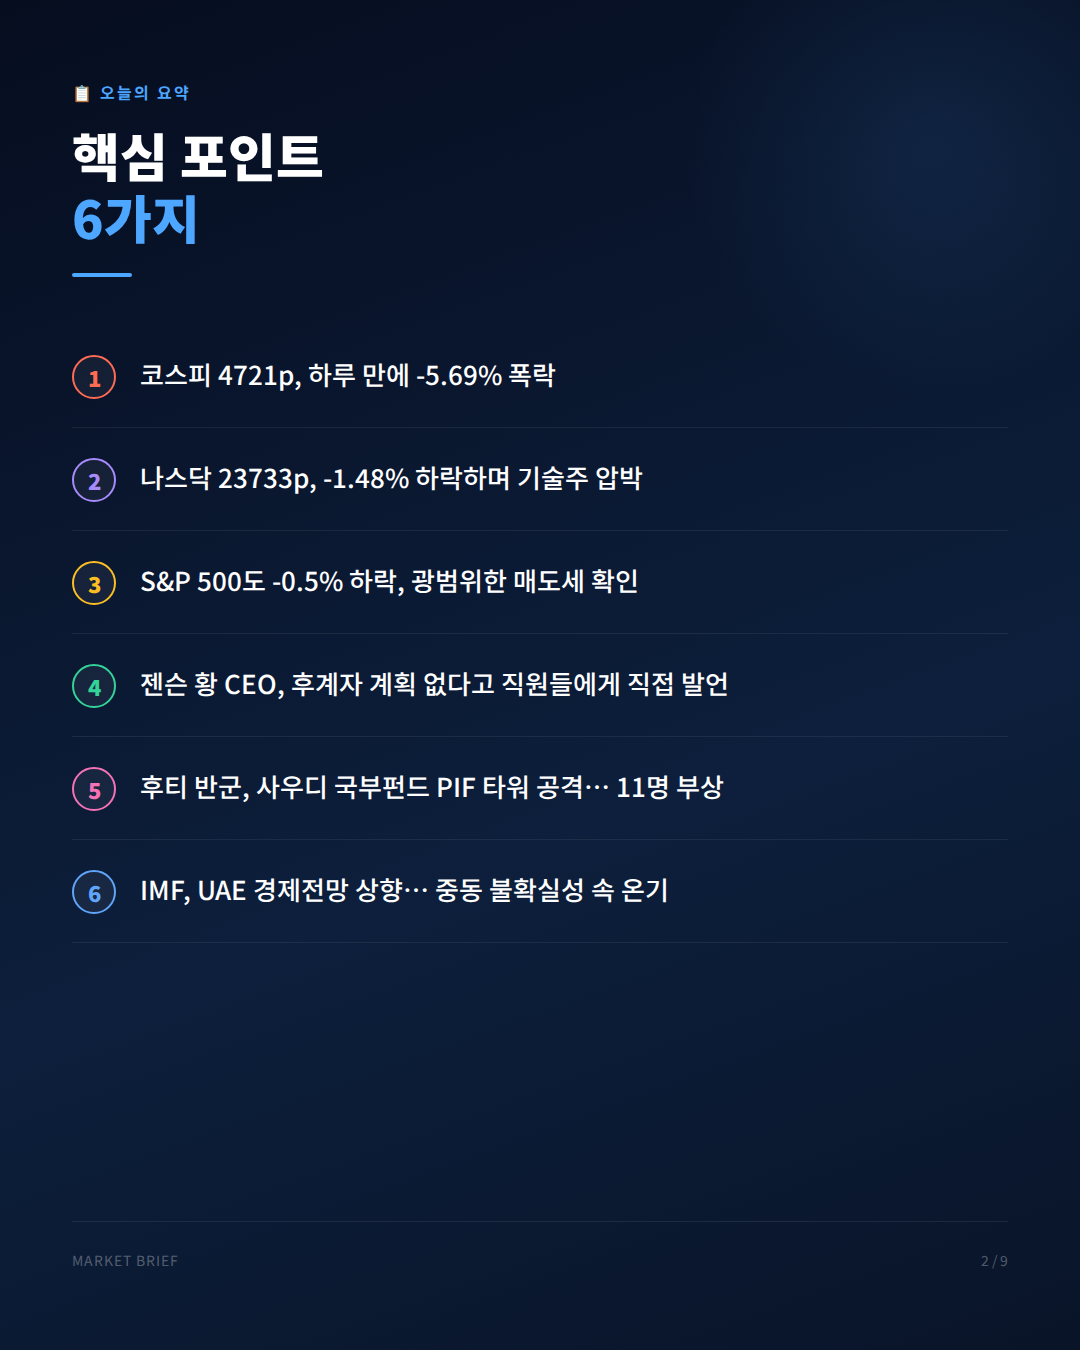 📋 오늘의 요약
핵심 포인트
6가지
1 코스피 4721p, 하루 만에 -5.69% 폭락
2 나스닥 23733p, -1.48% 하락하며 기술주 압박
3 S&P 500도 -0.5% 하락, 광범위한 매도세 확인
4 젠슨 황 CEO, 후계자 계획 없다고 직원들에게 직접 발언
5 후티 반군, 사우디 국부펀드 PIF 타워 공격… 11명 부상
6 IMF, UAE 경제전망 상향… 중동 불확실성 속 온기
MARKET BRIEF
2 / 9